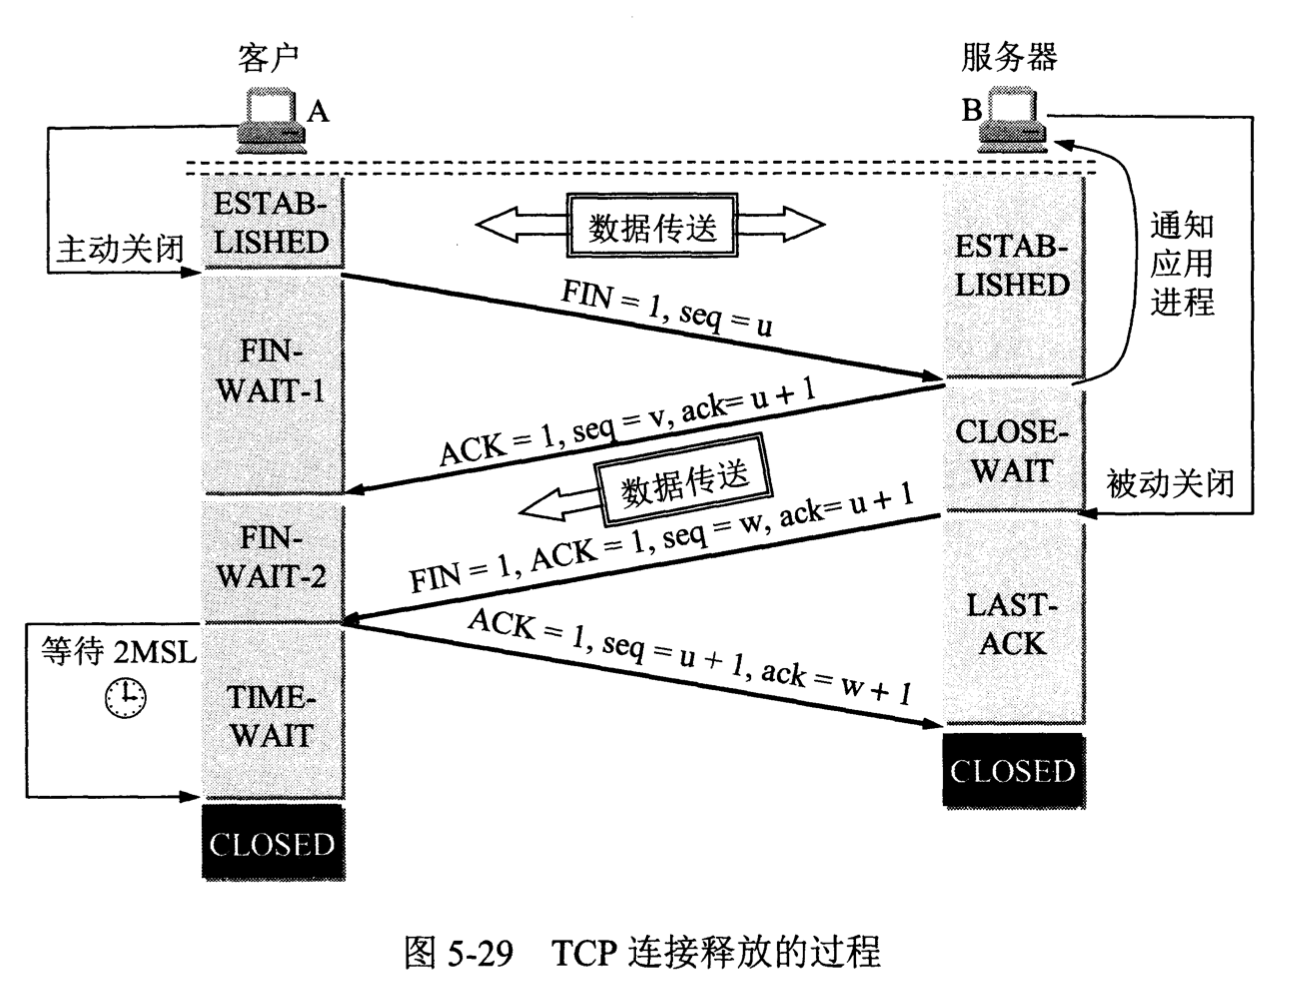 客户
服务器
A
B
ESTAB-
LISHED
数据传送
主动关闭
ESTAB-
LISHED
通知
应用
进程
FIN = 1, seq = u
FIN-
WAIT-1
ACK = 1, seq = v, ack= u + 1
CLOSE-
WAIT
数据传送
被动关闭
FIN-
WAIT-2
FIN = 1, ACK = 1, seq = w, ack= u + 1
LAST-
ACK
ACK = 1, seq = u + 1, ack = w + 1
等待 2MSL
TIME-
WAIT
CLOSED
CLOSED
图 5-29 TCP 连接释放的过程